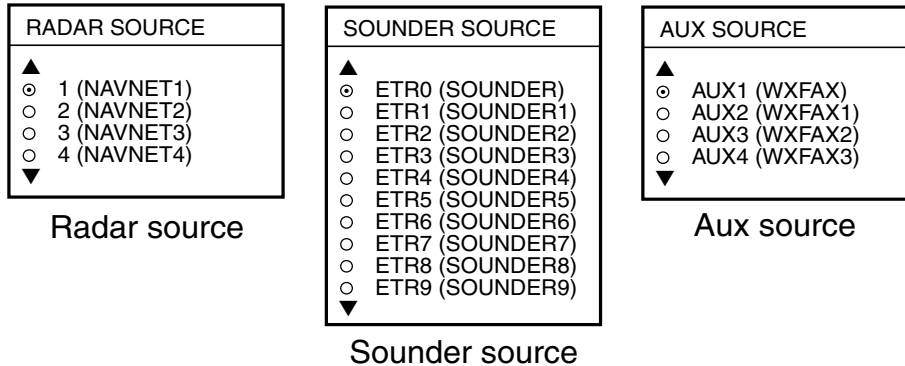 RADAR SOURCE
1 (NAVNET1)
2 (NAVNET2)
3 (NAVNET3)
4 (NAVNET4)
Radar source
SOUNDER SOURCE
ETR0 (SOUNDER)
ETR1 (SOUNDER1)
ETR2 (SOUNDER2)
ETR3 (SOUNDER3)
ETR4 (SOUNDER4)
ETR5 (SOUNDER5)
ETR6 (SOUNDER6)
ETR7 (SOUNDER7)
ETR8 (SOUNDER8)
ETR9 (SOUNDER9)
Sounder source
AUX SOURCE
AUX1 (WXFAX)
AUX2 (WXFAX1)
AUX3 (WXFAX2)
AUX4 (WXFAX3)
Aux source